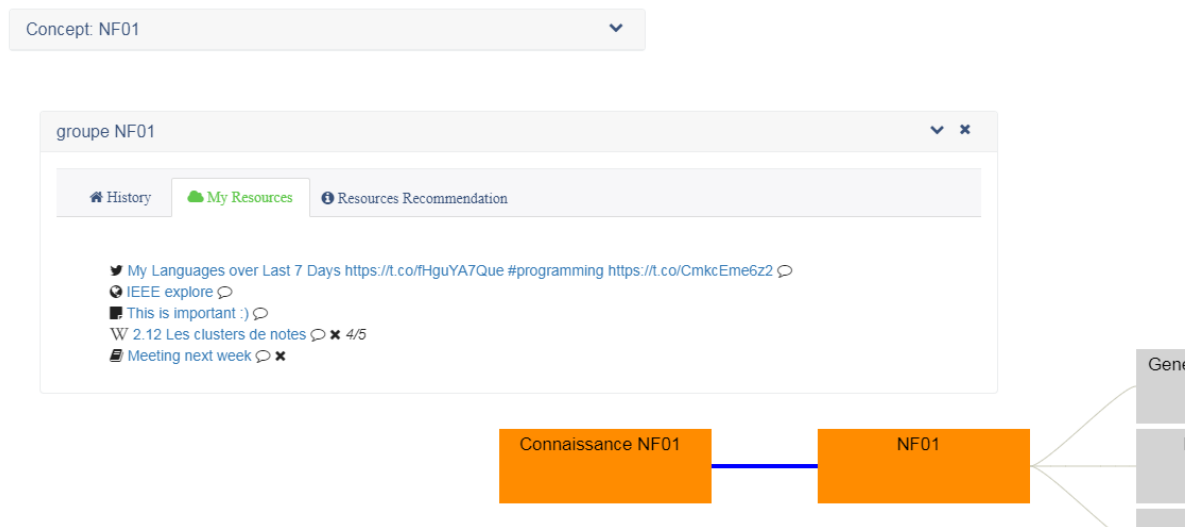 Concept: NF01
groupe NF01
History My Resources Resources Recommendation
My Languages over Last 7 Days https://t.co/fHguYA7Que #programming https://t.co/CmkcEme6z2
IEEE explore
This is important :)
W 2.12 Les clusters de notes 4/5
Meeting next week
Gene
Connaissance NF01 NF01